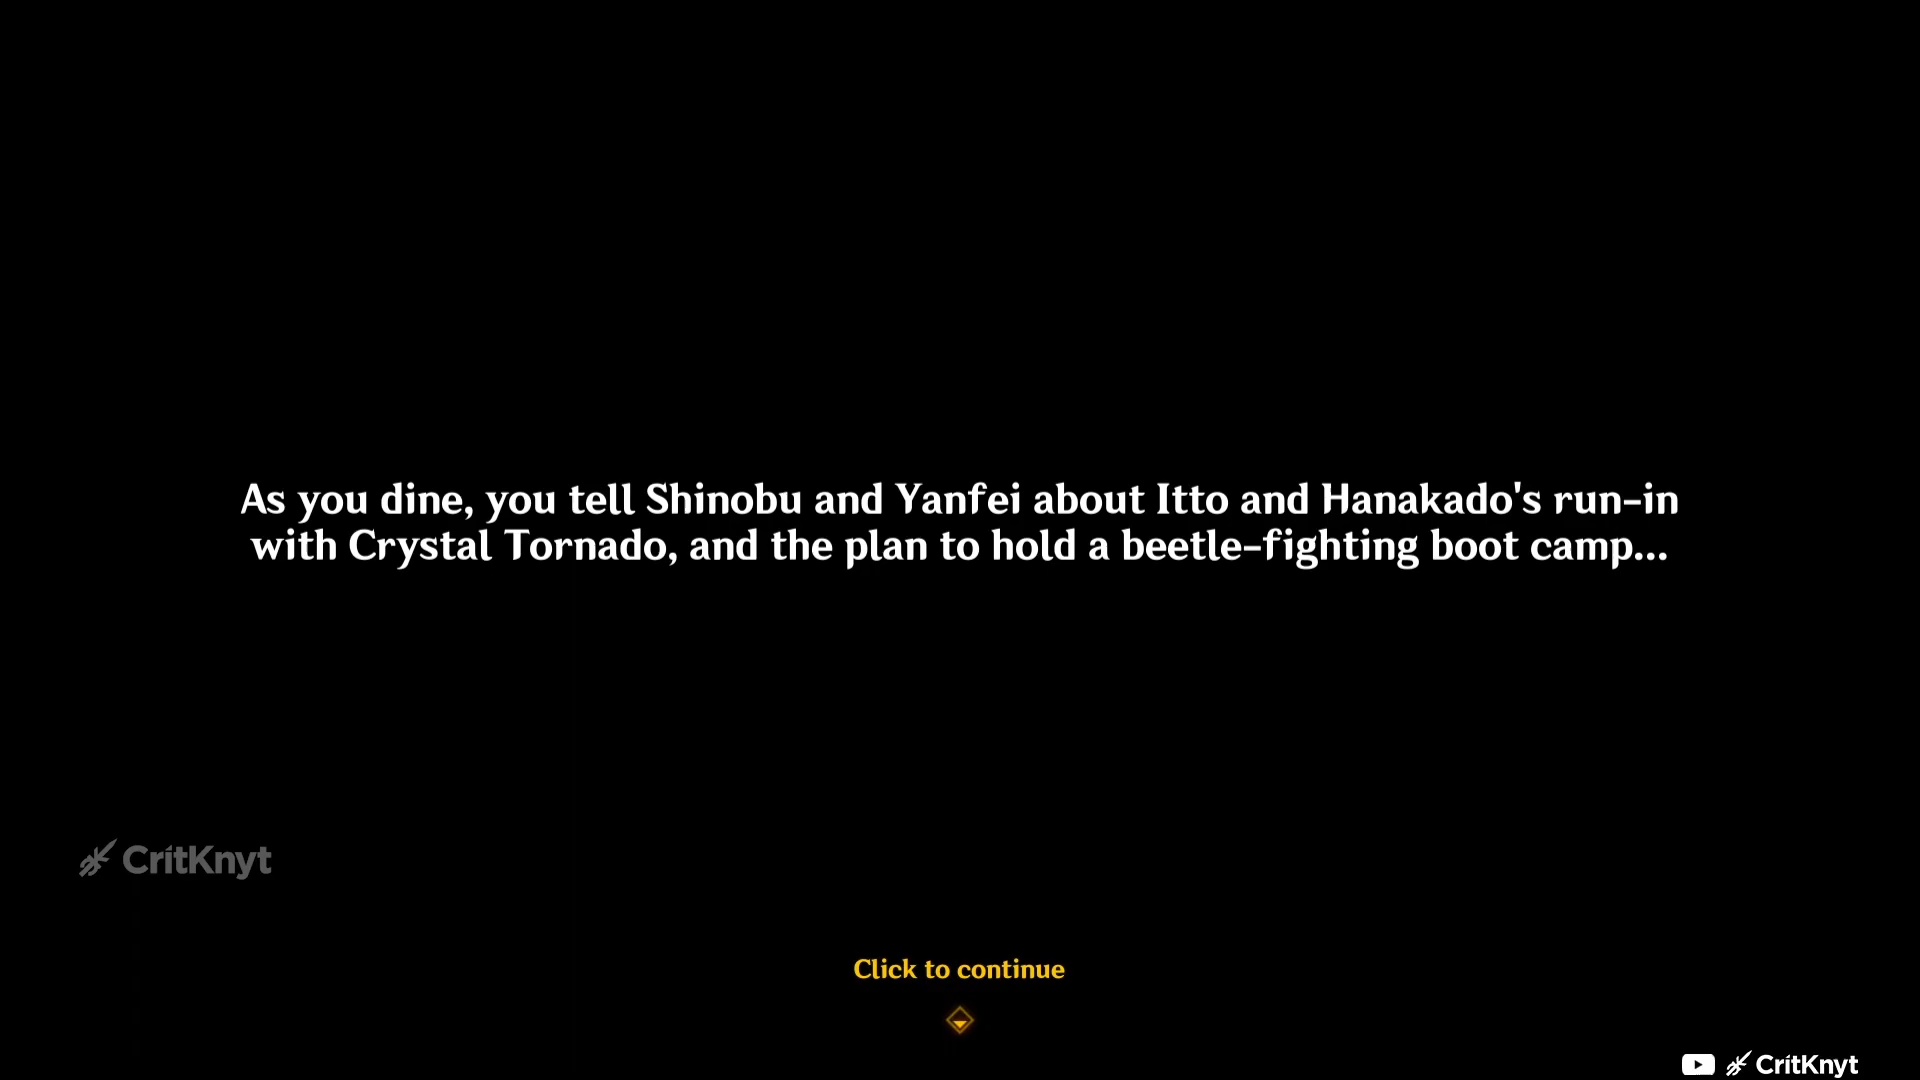 As you dine, you tell Shinobu and Yanfei about Itto and Hanakado's run-in
with Crystal Tornado, and the plan to hold a beetle-fighting boot camp...
CritKnyt
Click to continue
CritKnyt